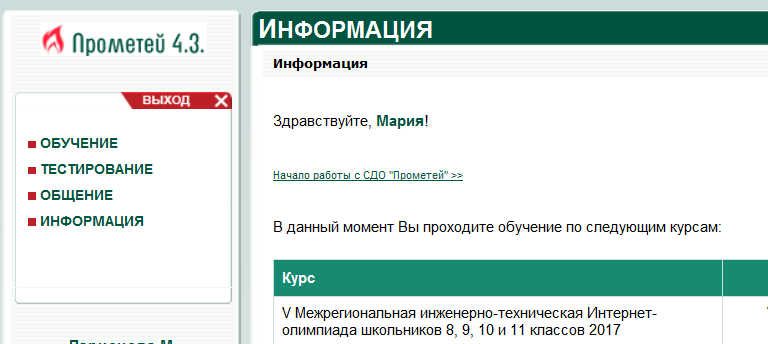 Прометей 4.3.
ВЫХОД
ОБУЧЕНИЕ
ТЕСТИРОВАНИЕ
ОБЩЕНИЕ
ИНФОРМАЦИЯ
ИНФОРМАЦИЯ
Информация
Здравствуйте, Мария!
Начало работы с СДО "Прометей" >>
В данный момент Вы проходите обучение по следующим курсам:
Курс
V Межрегиональная инженерно-техническая Интернет-
олимпиада школьников 8, 9, 10 и 11 классов 2017